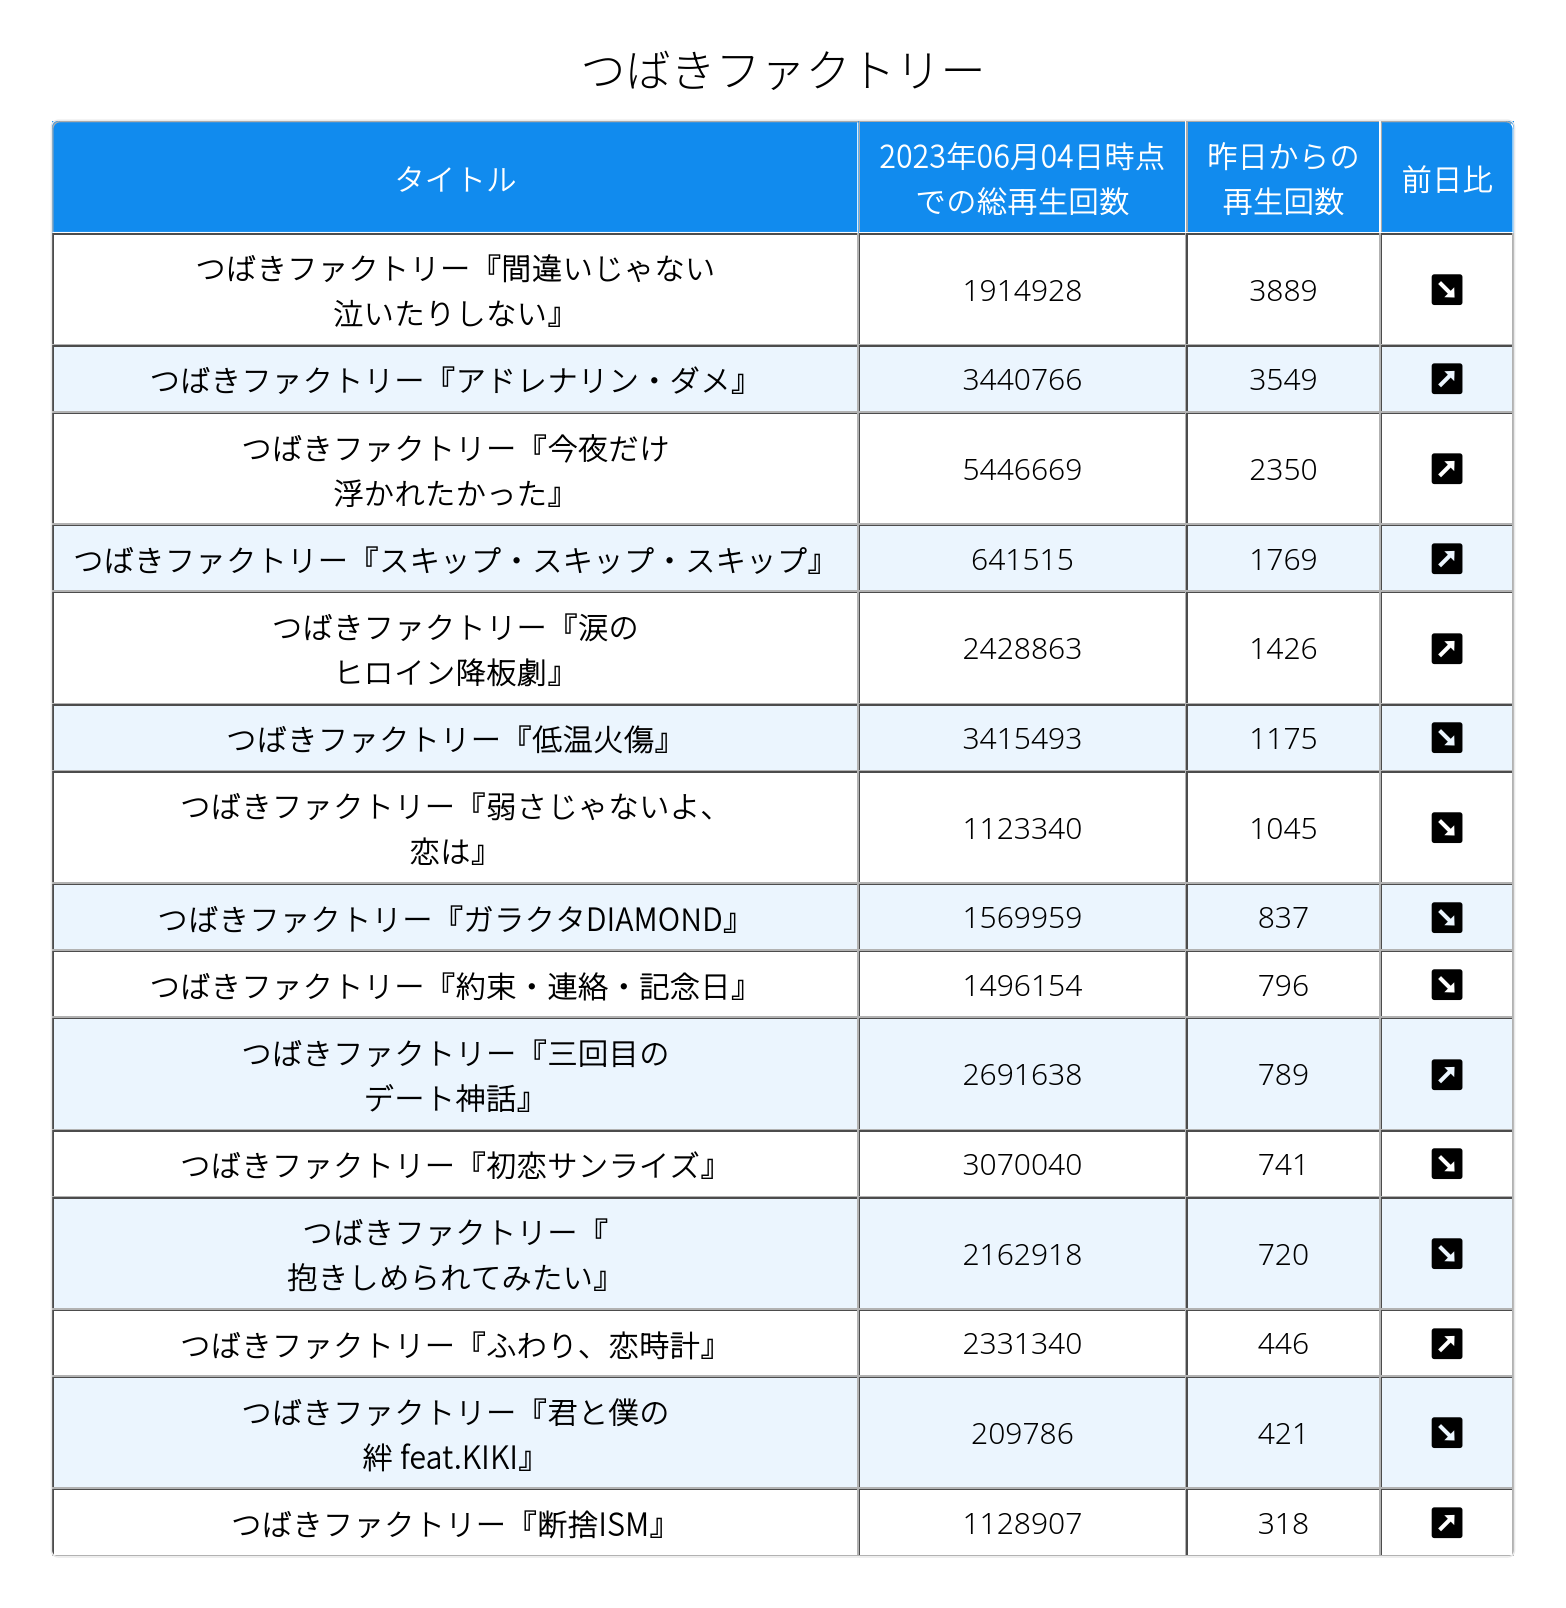 つばきファクトリー
タイトル
2023年06月04日時点
での総再生回数
昨日からの
再生回数
前日比
つばきファクトリー『間違いじゃない
泣いたりしない』
1914928
3889
つばきファクトリー『アドレナリン・ダメ』
3440766
3549
つばきファクトリー『今夜だけ
浮かれたかった』
5446669
2350
つばきファクトリー『スキップ・スキップ・スキップ』
641515
1769
つばきファクトリー『涙の
ヒロイン降板劇』
2428863
1426
つばきファクトリー『低温火傷』
3415493
1175
つばきファクトリー『弱さじゃないよ、
恋は』
1123340
1045
つばきファクトリー『ガラクタDIAMOND』
1569959
837
つばきファクトリー『約束・連絡・記念日』
1496154
796
つばきファクトリー『三回目の
デート神話』
2691638
789
つばきファクトリー『初恋サンライズ』
3070040
741
つばきファクトリー『
抱きしめられてみたい』
2162918
720
つばきファクトリー『ふわり、恋時計』
2331340
446
つばきファクトリー『君と僕の
絆 feat.KIKI』
209786
421
つばきファクトリー『断捨ISM』
1128907
318